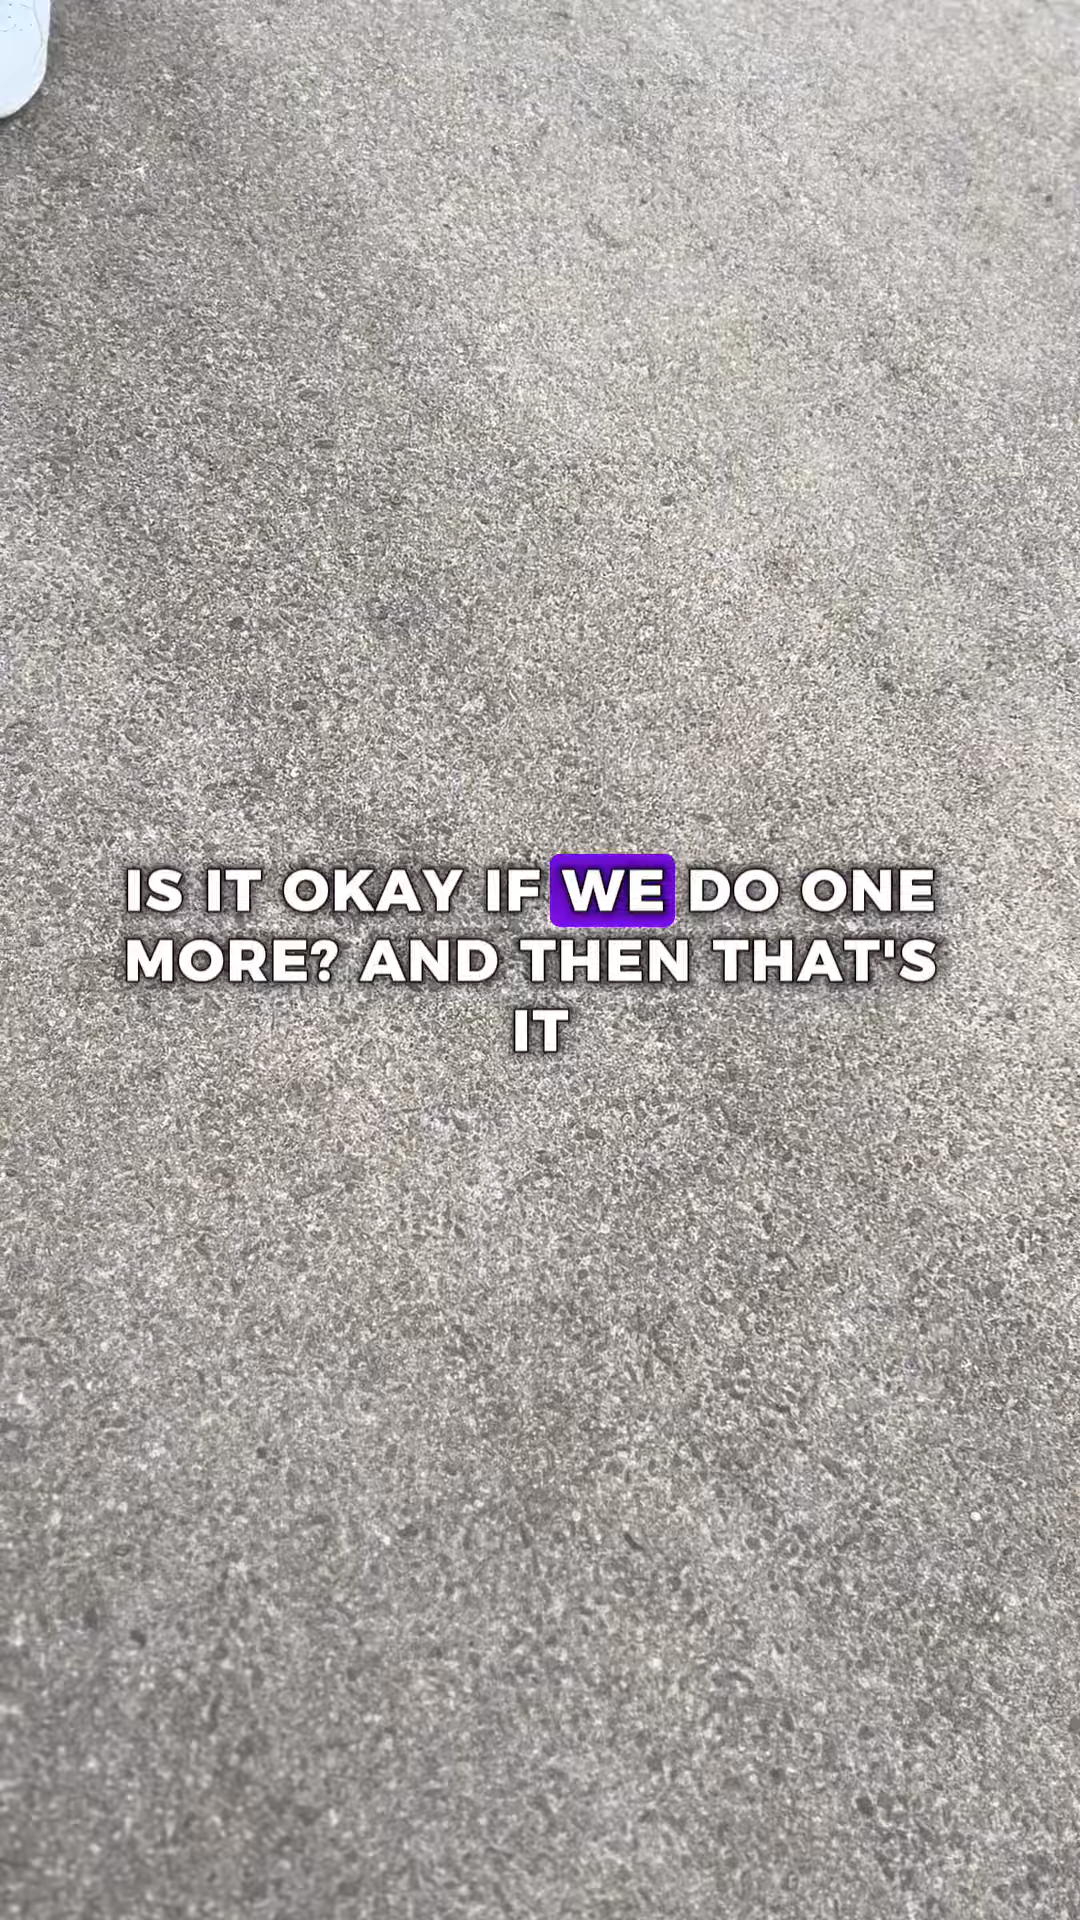 IS IT OKAY IF WE DO ONE
MORE? AND THEN THAT'S
IT